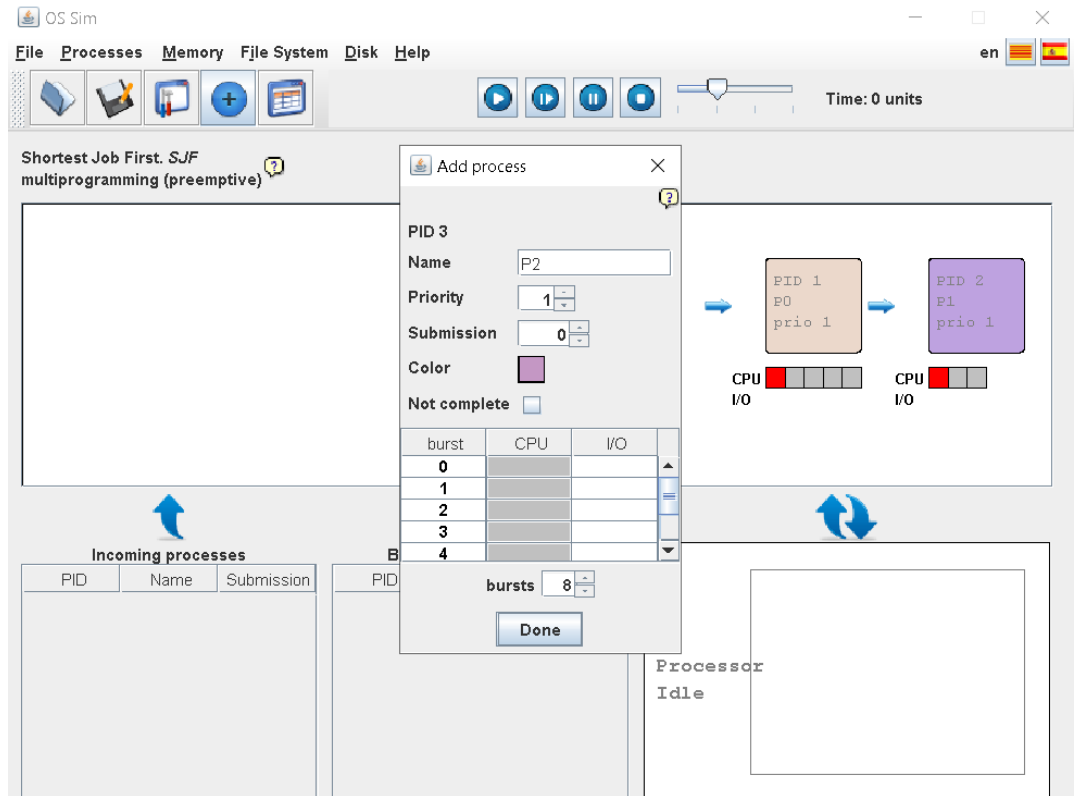 OS Sim
File Processes Memory File System Disk Help
en
Time: 0 units
Shortest Job First. SJF
multiprogramming (preemptive)
?
Add process
?
PID 3
Name P2
Priority 1
Submission 0
Color
Not complete
burst CPU I/O
0
1
2
3
4
bursts 8
Done
PID 1
P0
prio 1
PID 2
P1
prio 1
CPU
I/O
CPU
I/O
Incoming processes
PID Name Submission
B
PID
Processor
Idle